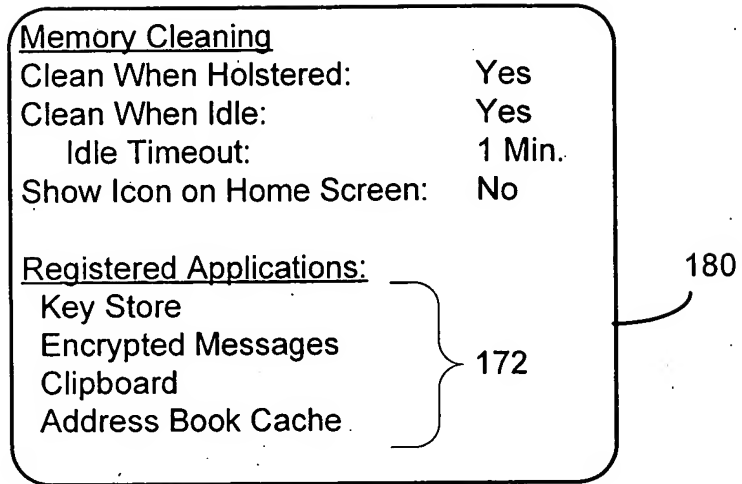 Memory Cleaning
Clean When Holstered: Yes
Clean When Idle: Yes
Idle Timeout: 1 Min.
Show Icon on Home Screen: No
Registered Applications:
180
Key Store
Encrypted Messages
172
Clipboard
Address Book Cache